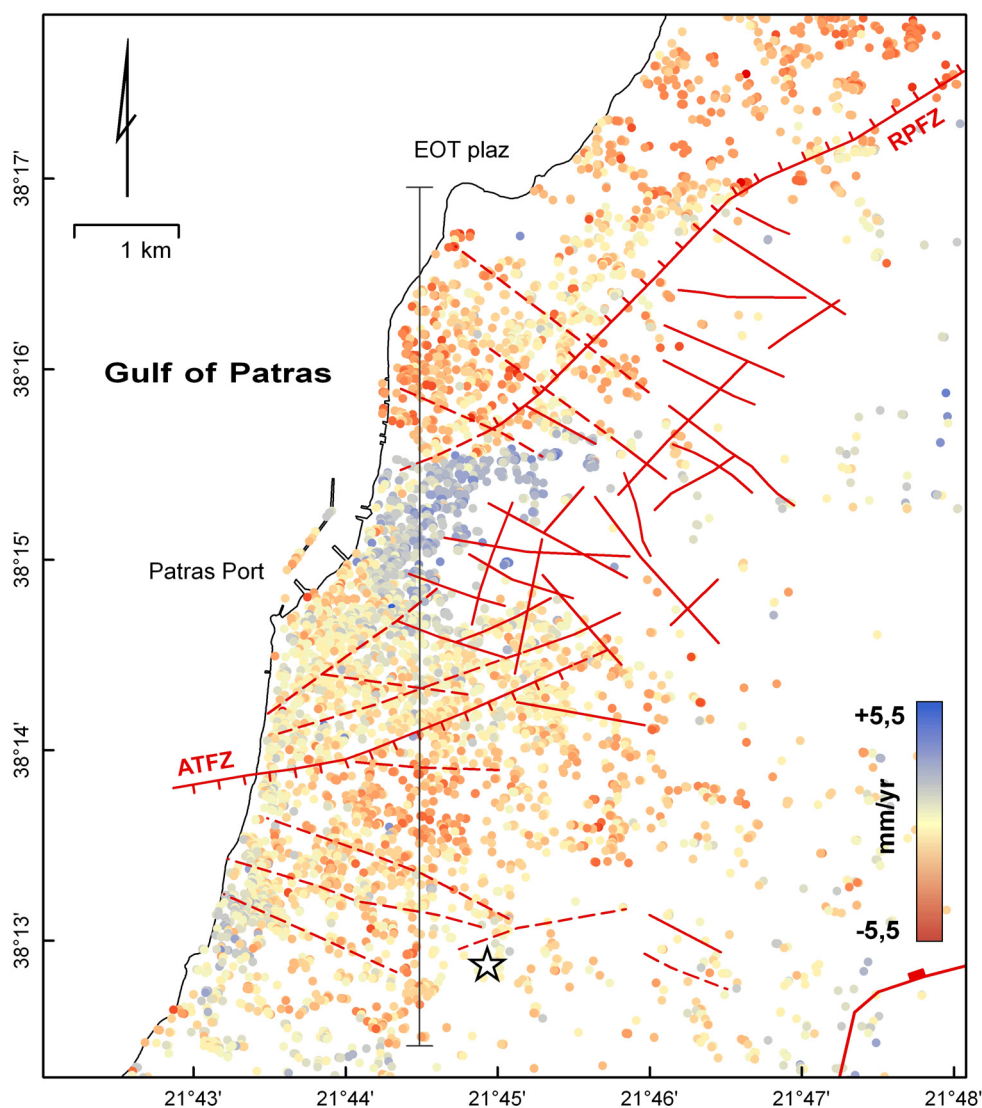 EOT plaz
RPFZ
1 km
Gulf of Patras
Patras Port
ATFZ
+5,5
mm/yr
-5,5
38°17'
38°16'
38°15'
38°14'
38°13'
21°43' 21°44' 21°45' 21°46' 21°47' 21°48'